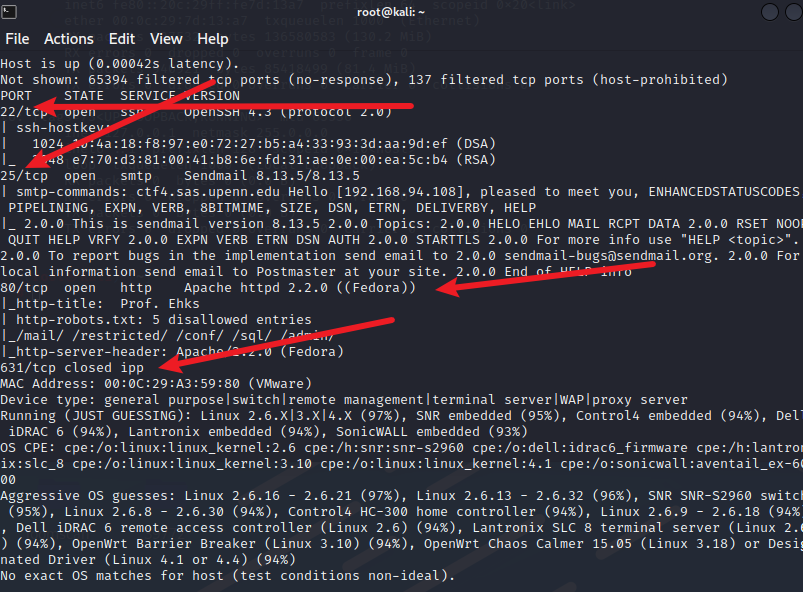 root@kali: ~
File Actions Edit View Help
Host is up (0.00042s latency).
Not shown: 65394 filtered tcp ports (no-response), 137 filtered tcp ports (host-prohibited)
PORT STATE SERVICE VERSION
22/tcp open ssh OpenSSH 4.3 (protocol 2.0)
| ssh-hostkey:
| 1024 10:4a:18:f8:97:e0:72:27:b5:a4:33:93:3d:aa:9d:ef (DSA)
|_ 2048 e7:70:d3:81:00:41:b8:6e:fd:31:ae:0e:00:ea:5c:b4 (RSA)
25/tcp open smtp Sendmail 8.13.5/8.13.5
| smtp-commands: ctf4.sas.upenn.edu Hello [192.168.94.108], pleased to meet you, ENHANCEDSTATUSCODES
PIPELINING, EXPN, VERB, 8BITMIME, SIZE, DSN, ETRN, DELIVERBY, HELP
|_ 2.0.0 This is sendmail version 8.13.5 2.0.0 Topics: 2.0.0 HELO EHLO MAIL RCPT DATA 2.0.0 RSET NOOP
QUIT HELP VRFY 2.0.0 EXPN VERB ETRN DSN AUTH 2.0.0 STARTTLS 2.0.0 For more info use "HELP <topic>".
2.0.0 To report bugs in the implementation send email to 2.0.0 sendmail-bugs@sendmail.org. 2.0.0 For
local information send email to Postmaster at your site. 2.0.0 End of HELP info
80/tcp open http Apache httpd 2.2.0 ((Fedora))
|_http-title: Prof. Ehks
| http-robots.txt: 5 disallowed entries
|_/mail/ /restricted/ /conf/ /sql/ /admin/
|_http-server-header: Apache/2.2.0 (Fedora)
631/tcp closed ipp
MAC Address: 00:0C:29:A3:59:80 (VMware)
Device type: general purpose|switch|remote management|terminal server|WAP|proxy server
Running (JUST GUESSING): Linux 2.6.X|3.X|4.X (97%), SNR embedded (95%), Control4 embedded (94%), Dell
iDRAC 6 (94%), Lantronix embedded (94%), SonicWALL embedded (93%)
OS CPE: cpe:/o:linux:linux_kernel:2.6 cpe:/h:snr:snr-s2960 cpe:/o:dell:idrac6_firmware cpe:/h:lantron
ix:slc_8 cpe:/o:linux:linux_kernel:3.10 cpe:/o:linux:linux_kernel:4.1 cpe:/o:sonicwall:aventail_ex-60
00
Aggressive OS guesses: Linux 2.6.16 - 2.6.21 (97%), Linux 2.6.13 - 2.6.32 (96%), SNR SNR-S2960 switch
(95%), Linux 2.6.8 - 2.6.30 (94%), Control4 HC-300 home controller (94%), Linux 2.6.9 - 2.6.18 (94%
, Dell iDRAC 6 remote access controller (Linux 2.6) (94%), Lantronix SLC 8 terminal server (Linux 2.6
) (94%), OpenWrt Barrier Breaker (Linux 3.10) (94%), OpenWrt Chaos Calmer 15.05 (Linux 3.18) or Desig
nated Driver (Linux 4.1 or 4.4) (94%)
No exact OS matches for host (test conditions non-ideal).